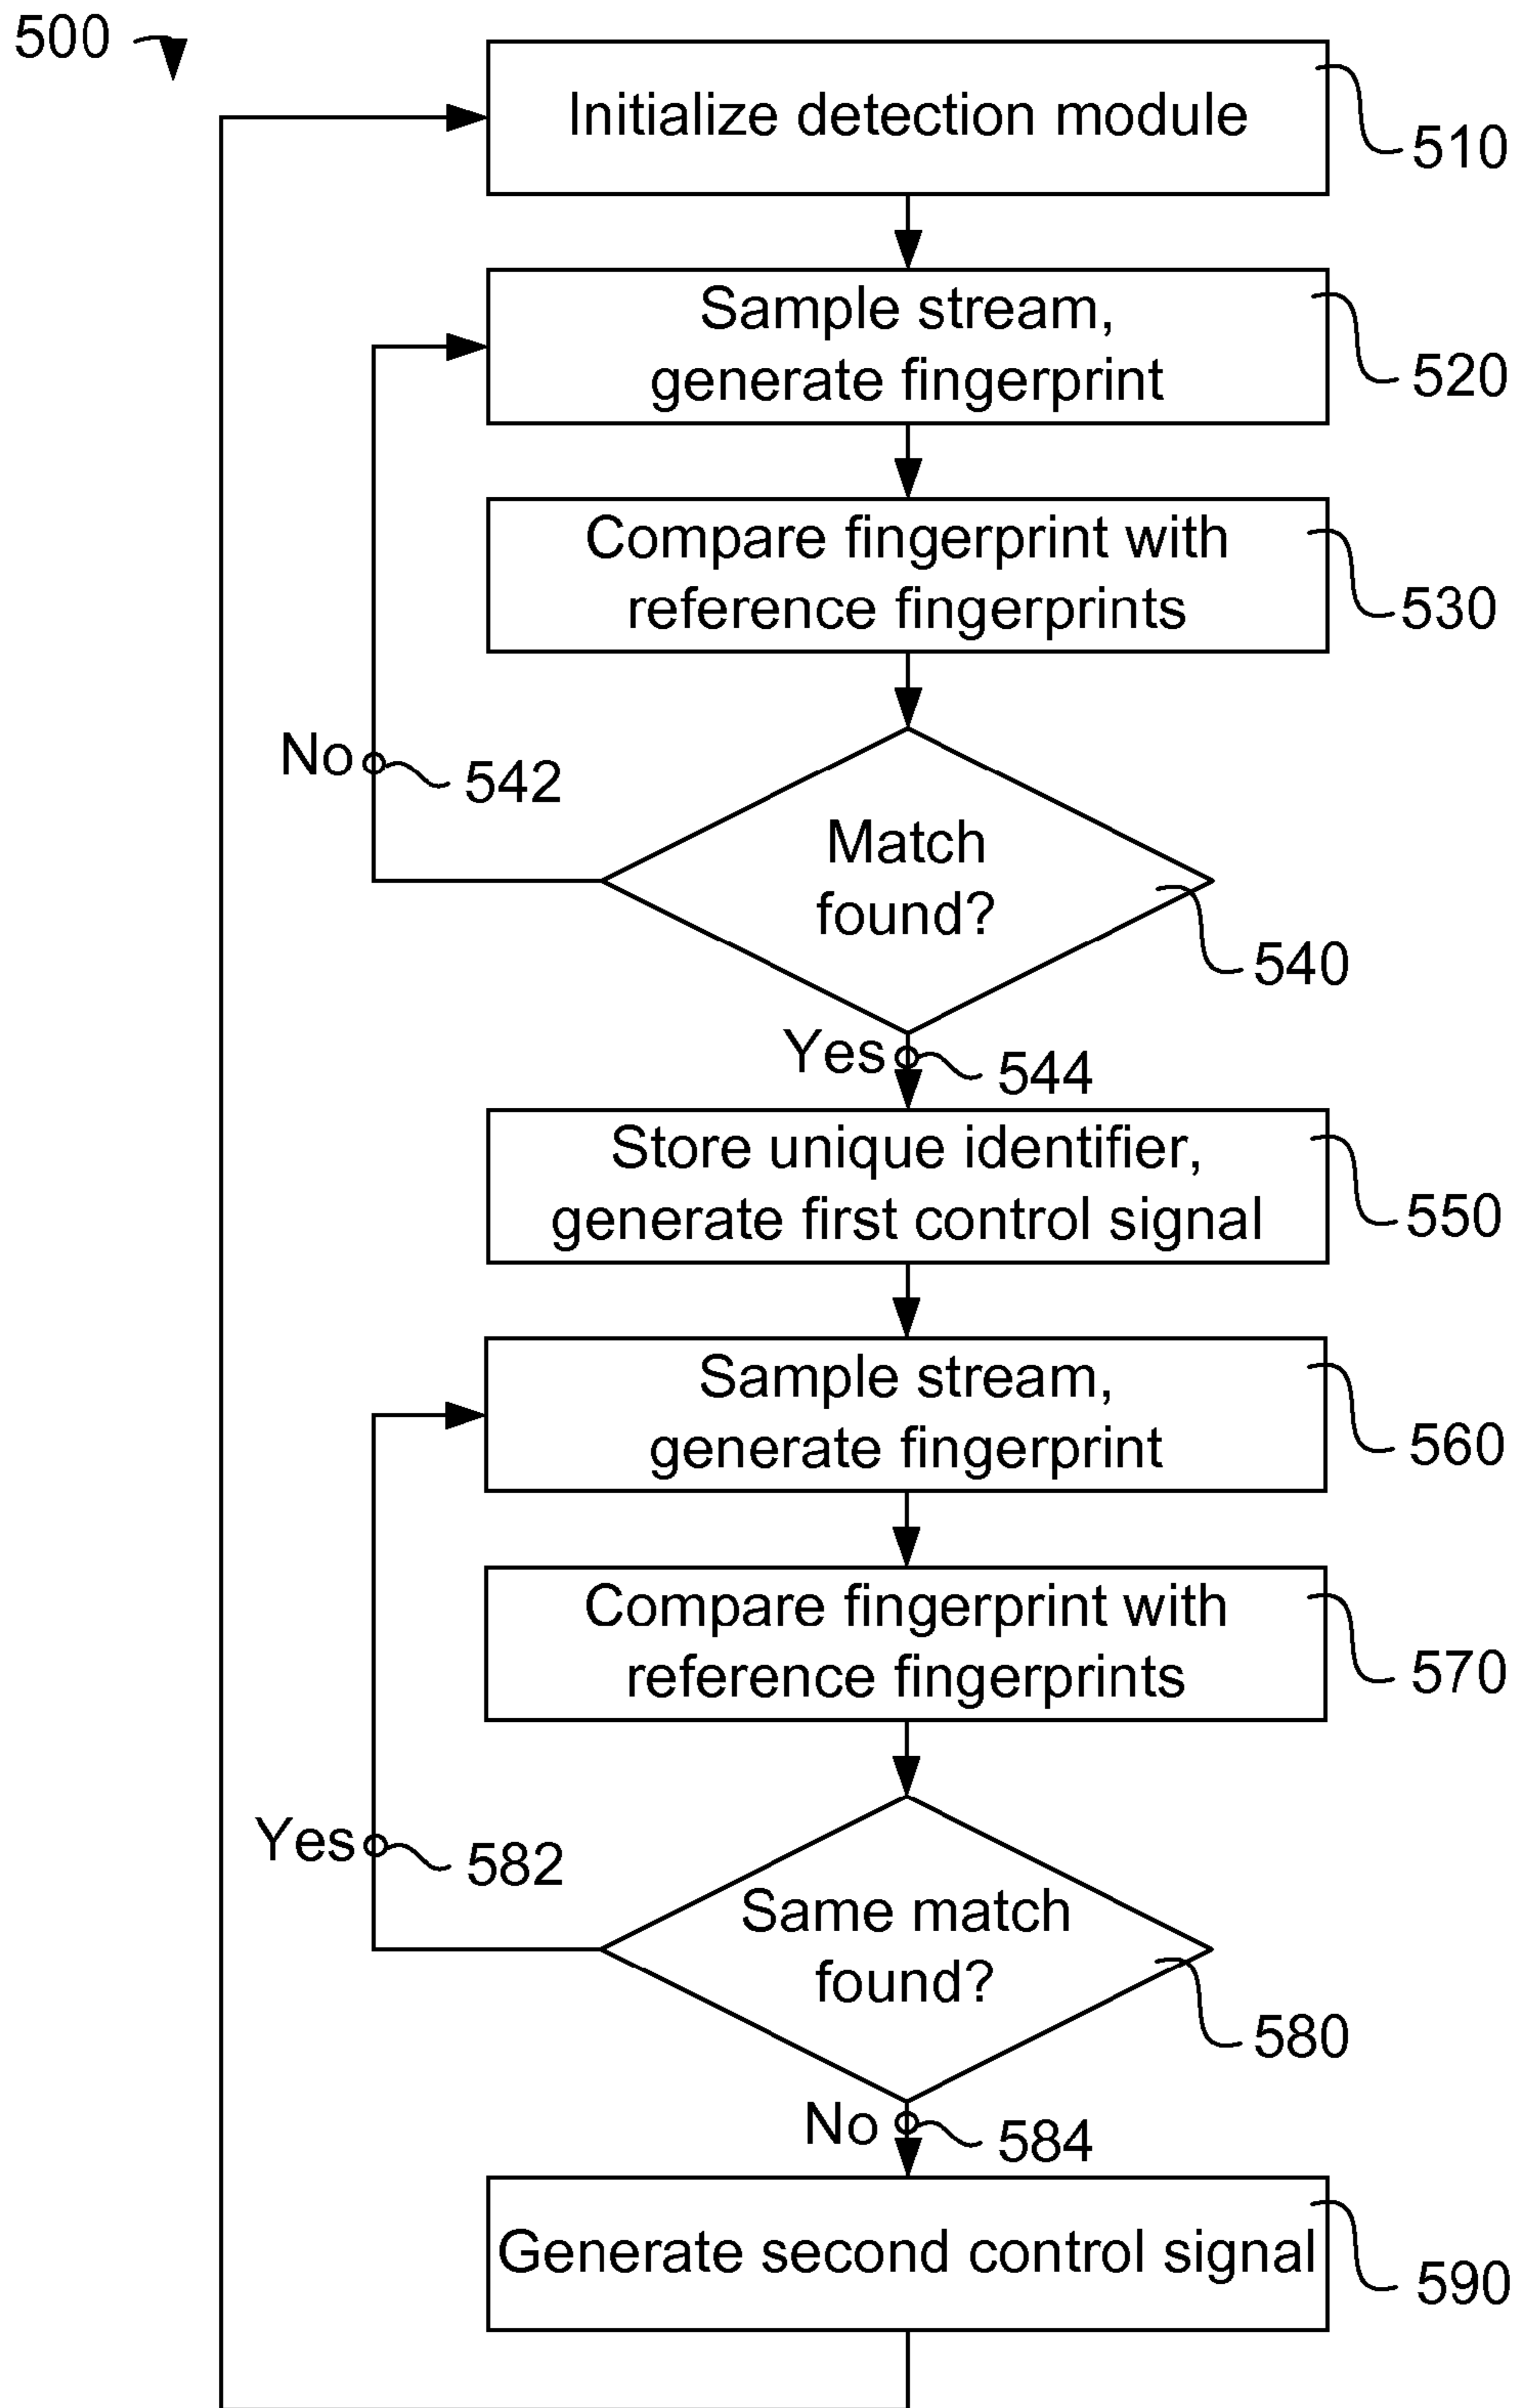 500
Initialize detection module
510
Sample stream,
generate fingerprint
520
Compare fingerprint with
reference fingerprints
530
No
542
Match
found?
540
Yes
544
Store unique identifier,
generate first control signal
550
Sample stream,
generate fingerprint
560
Compare fingerprint with
reference fingerprints
570
Yes
582
Same match
found?
580
No
584
Generate second control signal
590